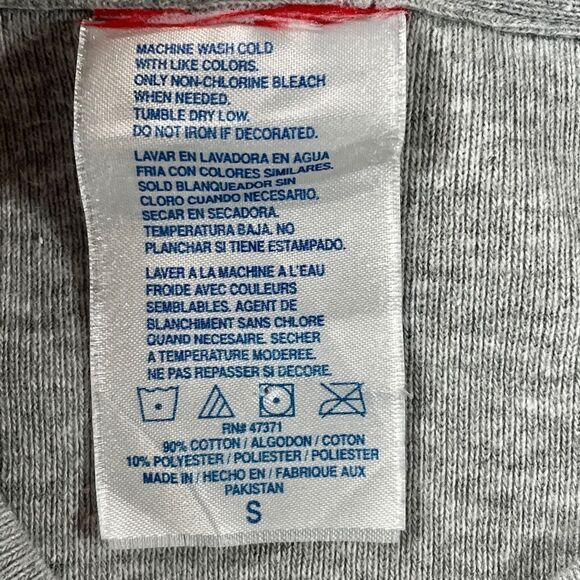 MACHINE WASH COLD
WITH LIKE COLORS.
ONLY NON-CHLORINE BLEACH
WHEN NEEDED.
TUMBLE DRY LOW.
DO NOT IRON IF DECORATED.
LAVAR EN LAVADORA EN AGUA
FRIA CON COLORES SIMILARES.
SOLO BLANQUEADOR SIN
CLORO CUANDO NECESARIO.
SECAR EN SECADORA.
TEMPERATURA BAJA. NO
PLANCHAR SI TIENE ESTAMPADO.
LAVER A LA MACHINE A L'EAU
FROIDE AVEC COULEURS
SEMBLABLES. AGENT DE
BLANCHIMENT SANS CHLORE
QUAND NECESAIRE. SECHER
A TEMPERATURE MODEREE.
NE PAS REPASSER SI DECORE.
RN# 47371
90% COTTON / ALGODON / COTON
10% POLYESTER / POLIESTER / POLIESTER
MADE IN / HECHO EN / FABRIQUE AUX
PAKISTAN
S